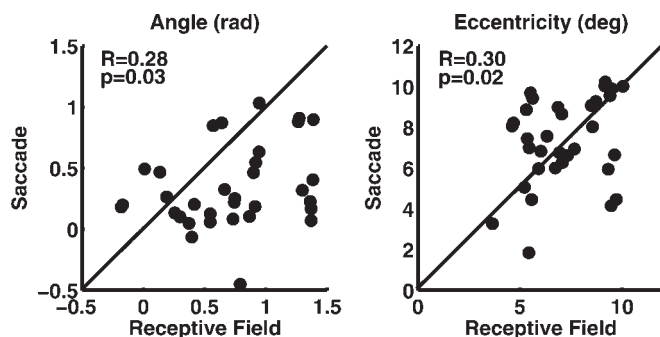 Angle (rad)
R=0.28
p=0.03
1.5
1
0.5
0
−0.5
Saccade
−0.5 0 0.5 1 1.5
Receptive Field
Eccentricity (deg)
R=0.30
p=0.02
12
10
8
6
4
2
0
Saccade
0 5 10
Receptive Field